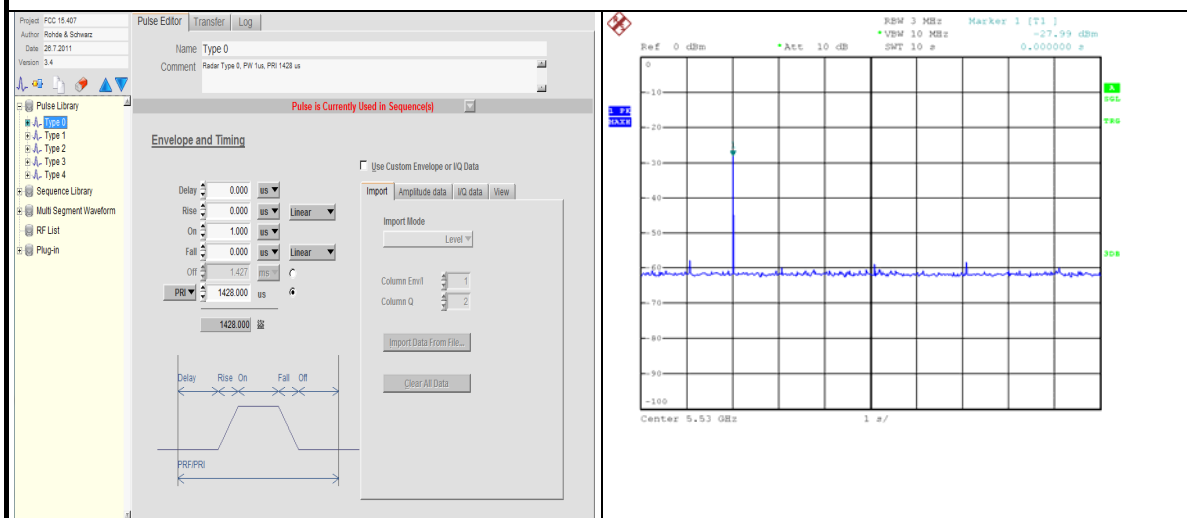 Project FCC 15.407
Author Rohde & Schwarz
Date 26.7.2011
Version 3.4
Pulse Library
Type 0
Type 1
Type 2
Type 3
Type 4
Sequence Library
Multi Segment Waveform
RF List
Plug-in
Pulse Editor Transfer Log
Name Type 0
Comment Radar Type 0, PW 1us, PRI 1428 us
Pulse is Currently Used in Sequence(s)
Envelope and Timing
Use Custom Envelope or I/Q Data
Delay 0.000 us
Rise 0.000 us Linear
On 1.000 us
Fall 0.000 us Linear
Off 1.427 ms
PRI 1428.000 us
1428.000
Import Amplitude data I/Q data View
Import Mode
Level
Column Env/I 1
Column Q 2
Import Data From File...
Clear All Data
Delay Rise On Fall Off
PRF/PRI
RBW 3 MHz Marker 1 [T1 ]
*VBW 10 MHz -27.99 dBm
Ref 0 dBm *Att 10 dB SWT 10 s 0.000000 s
0
-10
-20
-30
-40
-50
-60
-70
-80
-90
-100
A
SGL
1 PK
MAXH
TRG
3DB
Center 5.53 GHz 1 s/